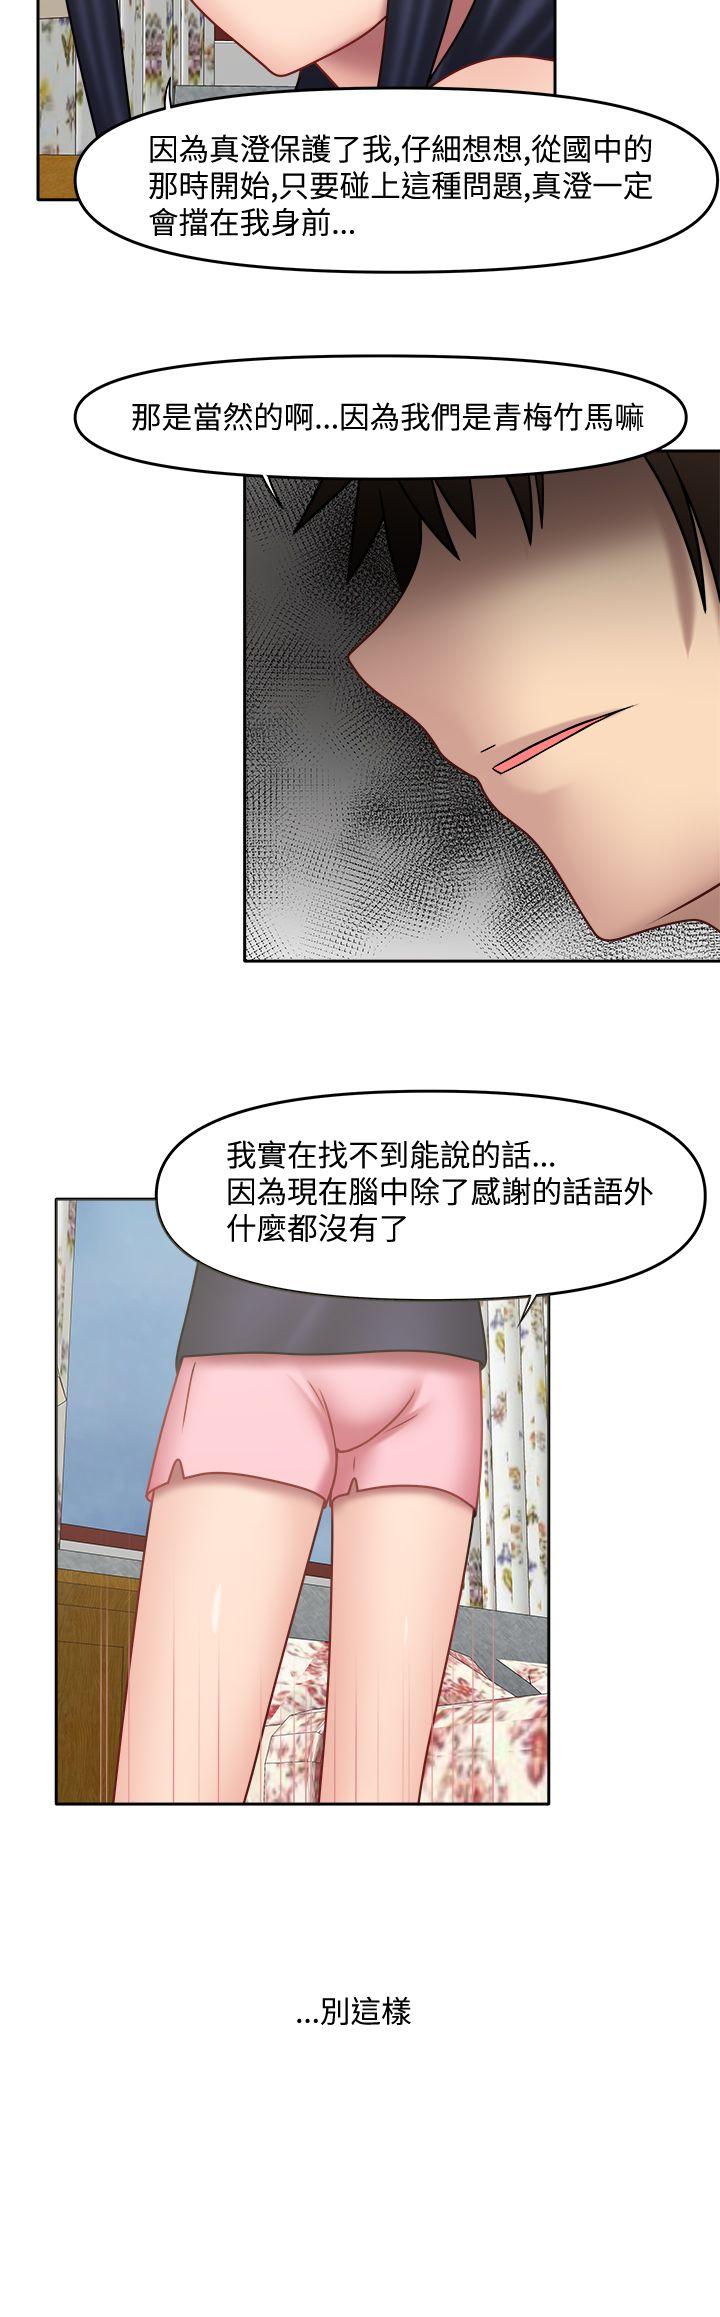 因為真澄保護了我,仔細想想,從國中的
那時開始,只要碰上這種問題,真澄一定
會擋在我身前...
那是當然的啊...因為我們是青梅竹馬嘛
我實在找不到能說的話...
因為現在腦中除了感謝的話語外
什麼都沒有了
...別這樣